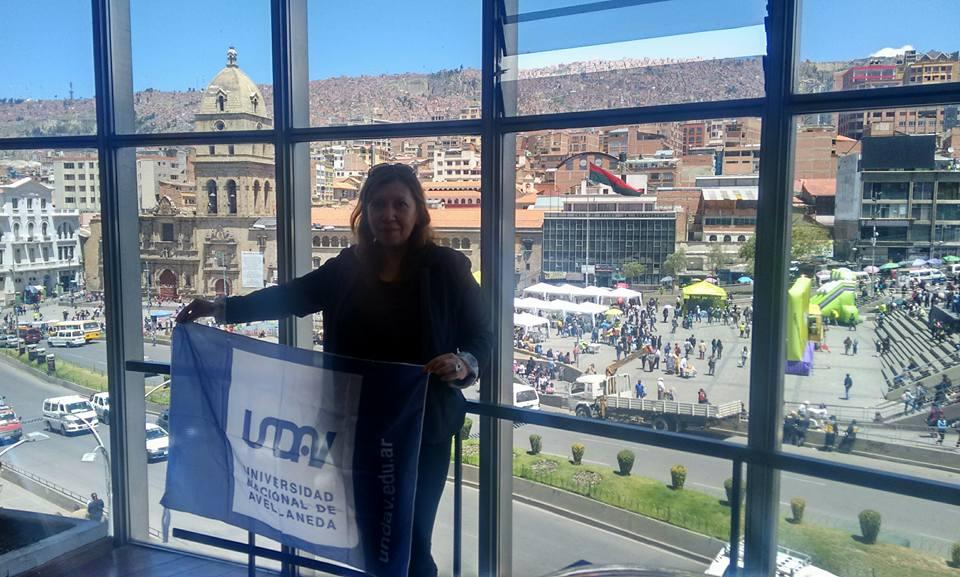 UNDAV
UNIVERSIDAD
NACIONAL DE
AVELLANEDA
undav.edu.ar